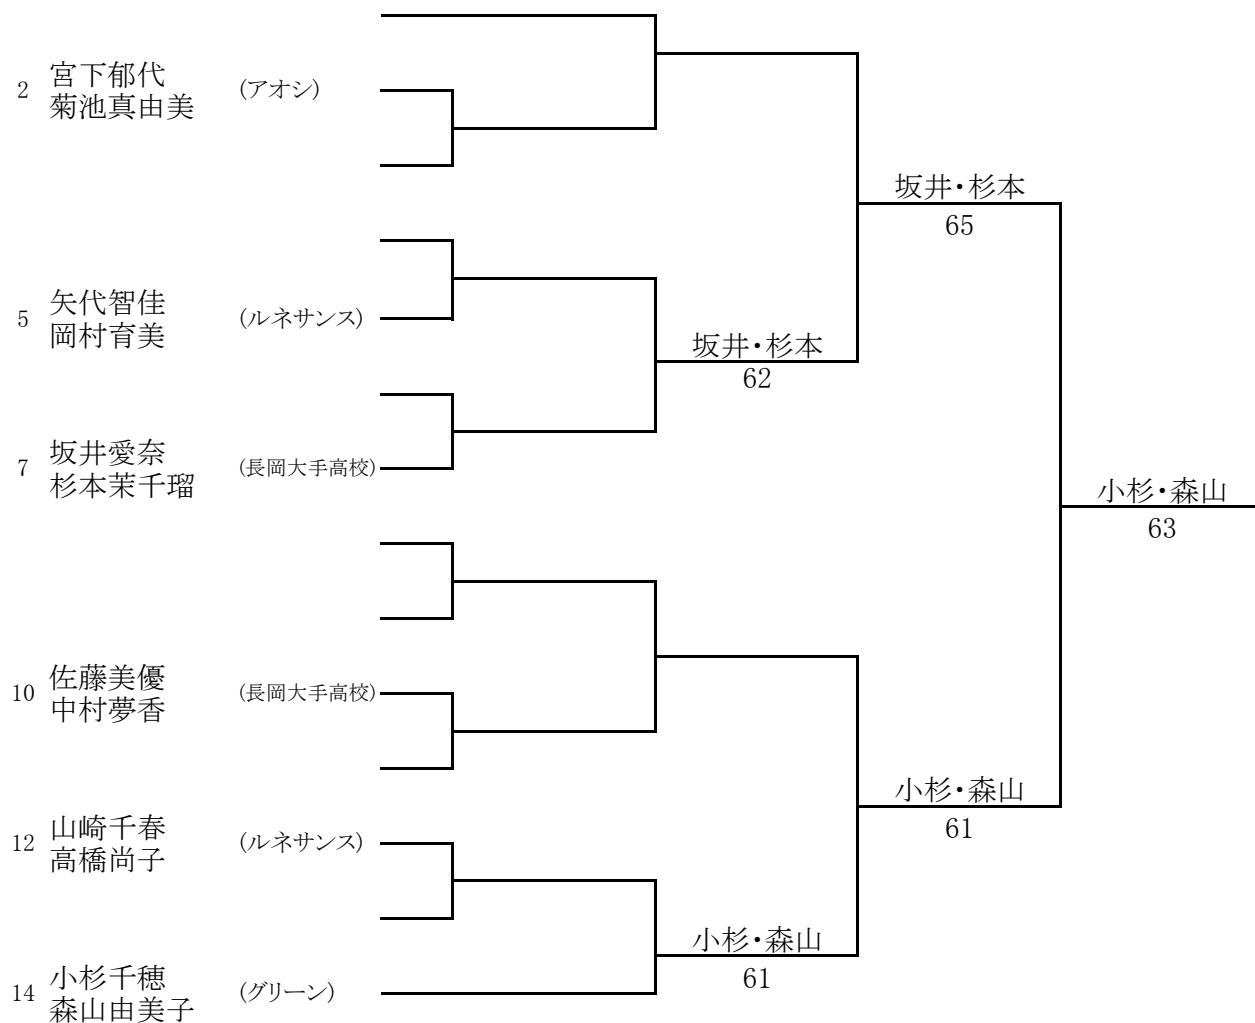 2 宮下郁代
菊池真由美
(アオシ)
坂井・杉本
65
5 矢代智佳
岡村育美
(ルネサンス)
坂井・杉本
62
7 坂井愛奈
杉本茉千瑠
(長岡大手高校)
小杉・森山
63
10 佐藤美優
中村夢香
(長岡大手高校)
小杉・森山
61
12 山崎千春
高橋尚子
(ルネサンス)
小杉・森山
61
14 小杉千穂
森山由美子
(グリーン)